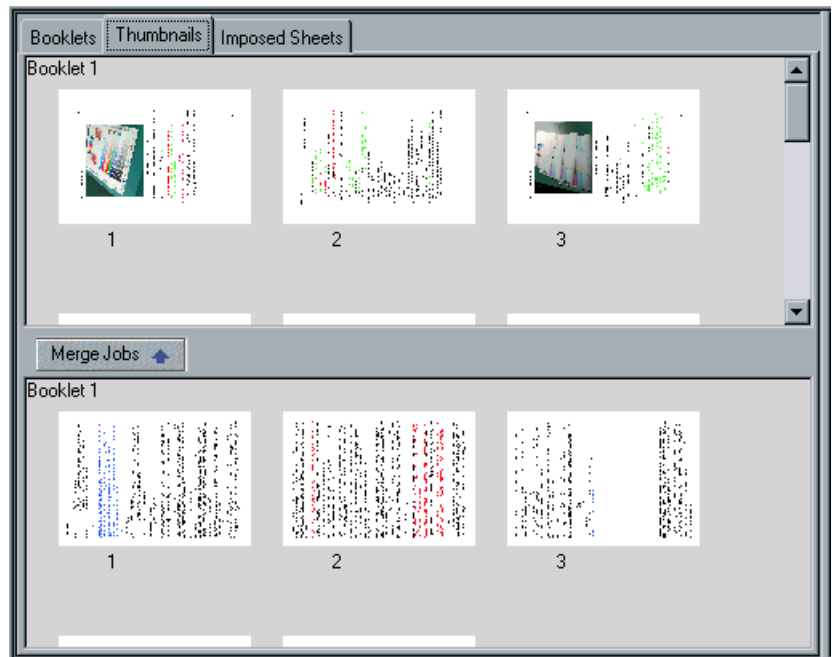 Booklets Thumbnails Imposed Sheets
Booklet 1
1 2 3
Merge Jobs
Booklet 1
1 2 3